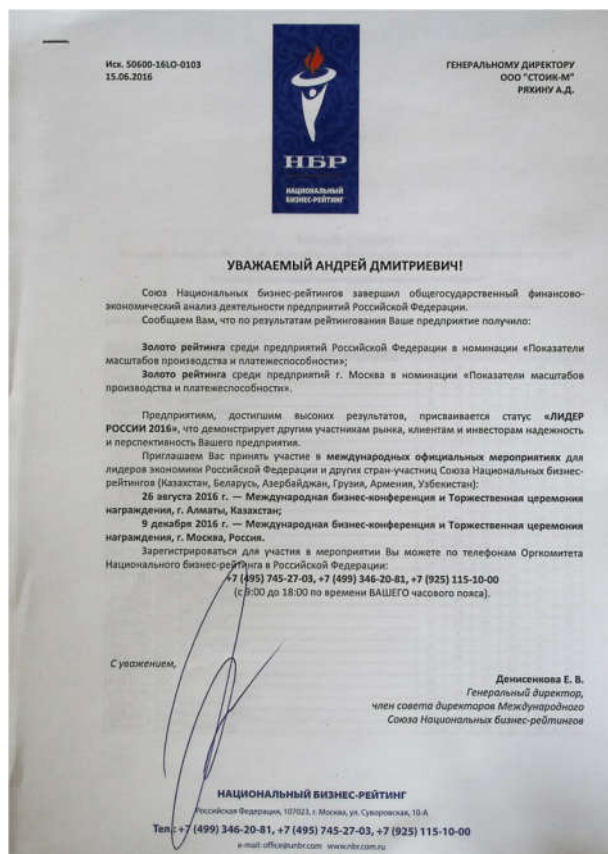 Исх. 50600-16LO-0103
15.06.2016
ГЕНЕРАЛЬНОМУ ДИРЕКТОРУ
ООО "СТОИК-М"
РЯХИНУ А.Д.
НБР
НАЦИОНАЛЬНЫЙ
БИЗНЕС-РЕЙТИНГ
УВАЖАЕМЫЙ АНДРЕЙ ДМИТРИЕВИЧ!
Союз Национальных бизнес-рейтингов завершил общегосударственный финансово-
экономический анализ деятельности предприятий Российской Федерации.
Сообщаем Вам, что по результатам рейтингования Ваше предприятие получило:
Золото рейтинга среди предприятий Российской Федерации в номинации «Показатели
масштабов производства и платежеспособности»;
Золото рейтинга среди предприятий г. Москва в номинации «Показатели масштабов
производства и платежеспособности».
Предприятиям, достигшим высоких результатов, присваивается статус «ЛИДЕР
РОССИИ 2016», что демонстрирует другим участникам рынка, клиентам и инвесторам надежность
и перспективность Вашего предприятия.
Приглашаем Вас принять участие в международных официальных мероприятиях для
лидеров экономики Российской Федерации и других стран-участниц Союза Национальных бизнес-
рейтингов (Казахстан, Беларусь, Азербайджан, Грузия, Армения, Узбекистан):
26 августа 2016 г. — Международная бизнес-конференция и Торжественная церемония
награждения, г. Алматы, Казахстан;
9 декабря 2016 г. — Международная бизнес-конференция и Торжественная церемония
награждения, г. Москва, Россия.
Зарегистрироваться для участия в мероприятии Вы можете по телефонам Оргкомитета
Национального бизнес-рейтинга в Российской Федерации:
+7 (495) 745-27-03, +7 (499) 346-20-81, +7 (925) 115-10-00
(с 9:00 до 18:00 по времени ВАШЕГО часового пояса).
С уважением,
Денисенкова Е. В.
Генеральный директор,
член совета директоров Международного
Союза Национальных бизнес-рейтингов
НАЦИОНАЛЬНЫЙ БИЗНЕС-РЕЙТИНГ
Российская Федерация, 107023, г. Москва, ул. Суворовская, 10-А
Тел.: +7 (499) 346-20-81, +7 (495) 745-27-03, +7 (925) 115-10-00
e-mail: office@unbr.com www.nbr.com.ru